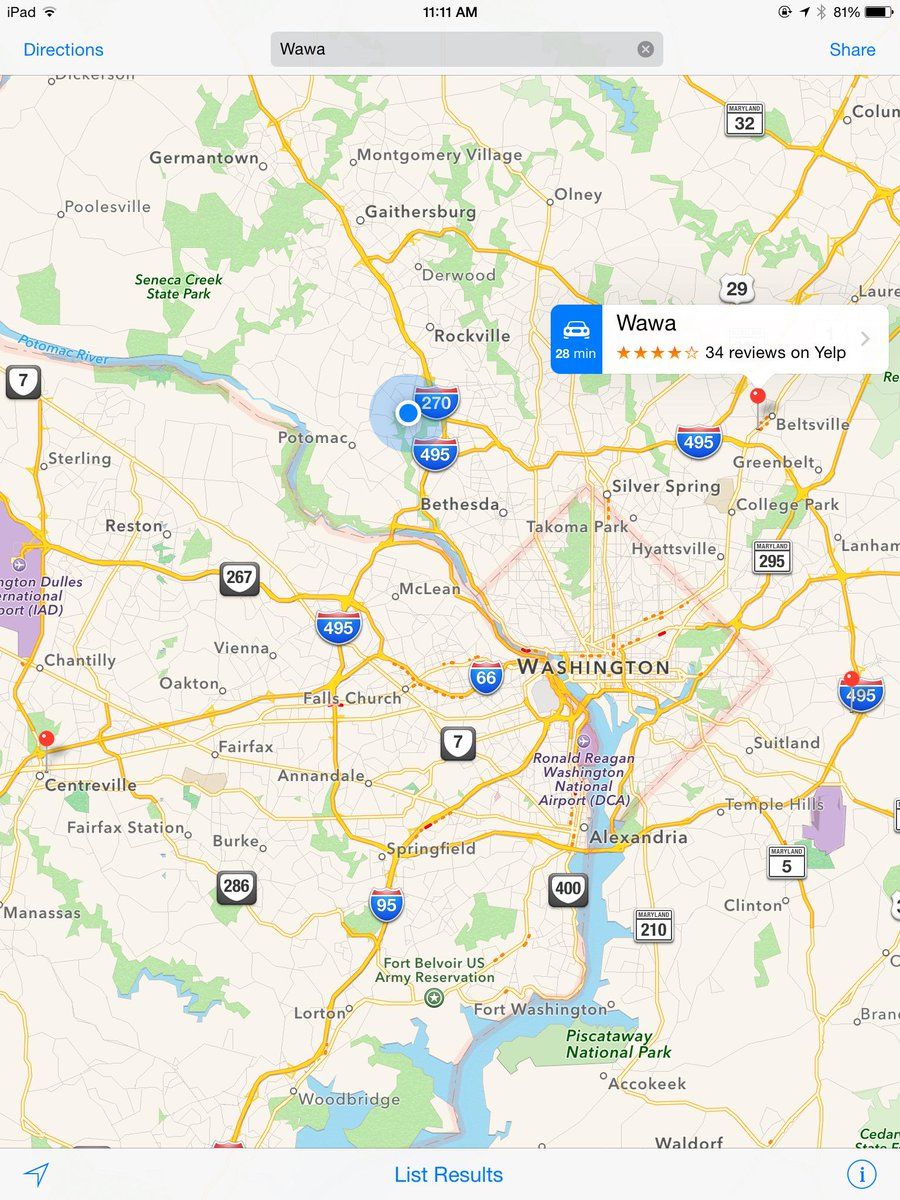 iPad
11:11 AM
81%
Directions
Wawa
Share
Dickerson
MARYLAND
32
Colum
Germantown
Montgomery Village
Olney
Poolesville
Gaithersburg
Derwood
Seneca Creek
State Park
29
Laure
Wawa
28 min
34 reviews on Yelp
Rockville
Potomac River
7
Re
270
Beltsville
Potomac
495
495
Sterling
Greenbelt
Silver Spring
Bethesda
College Park
Reston
Takoma Park
Hyattsville
Lanham
MARYLAND
295
267
ngton Dulles
ernational
port (IAD)
McLean
495
Vienna
Chantilly
WASHINGTON
66
Oakton
Falls Church
495
7
Suitland
Fairfax
Ronald Reagan
Washington
National
Airport (DCA)
Annandale
Centreville
Temple Hills
Fairfax Station
Burke
Alexandria
Springfield
MARYLAND
5
286
400
95
Clinton
Manassas
MARYLAND
210
3
C
Fort Belvoir US
Army Reservation
Lorton
Fort Washington
Bran
Piscataway
National Park
Accokeek
Woodbridge
Waldorf
Cedar
State F
List Results